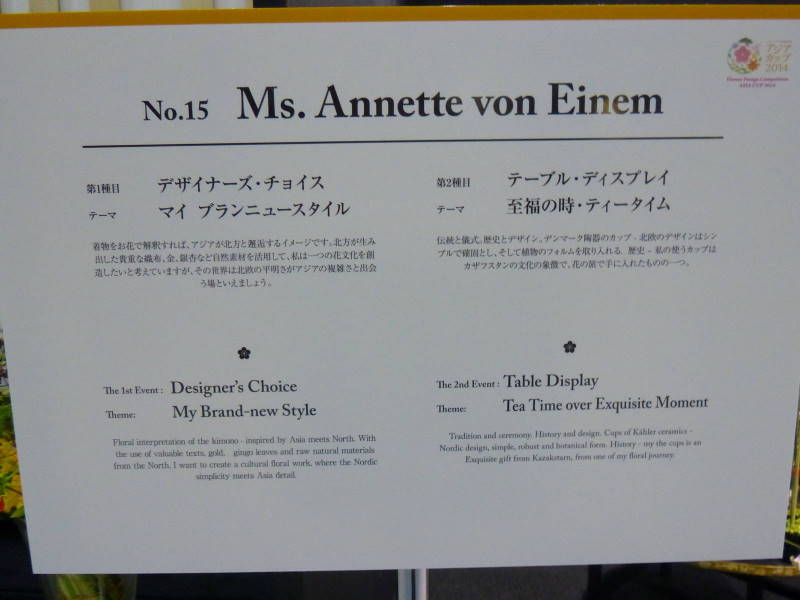 アジア
カップ
2014
Flower Design Competition
ASIA CUP 2014
No.15 Ms. Annette von Einem
第1種目 デザイナーズ・チョイス
テーマ マイ ブランニュースタイル
着物をお花で解釈すれば、アジアが北方と邂逅するイメージです。北方が生み
出した貴重な織布、金、銀杏など自然素材を活用して、私は一つの花文化を創
造したいと考えていますが、その世界は北欧の平明さがアジアの複雑さと出会
う場といえましょう。
第2種目 テーブル・ディスプレイ
テーマ 至福の時・ティータイム
伝統と儀式。歴史とデザイン。デンマーク陶器のカップ - 北欧のデザインはシン
プルで確固とし、そして植物のフォルムを取り入れる. 歴史 - 私の使うカップは
カザフスタンの文化の象徴で、花の旅で手に入れたものの一つ。
The 1st Event : Designer's Choice
Theme: My Brand-new Style
Floral interpretation of the kimono - inspired by Asia meets North. With
the use of valuable texts, gold, gingo leaves and raw natural materials
from the North, I want to create a cultural floral work, where the Nordic
simplicity meets Asia detail.
The 2nd Event : Table Display
Theme: Tea Time over Exquisite Moment
Tradition and ceremony. History and design. Cups of Kähler ceramics -
Nordic design, simple, robust and botanical form. History - my the cups is an
Exquisite gift from Kazakstarn, from one of my floral journey.